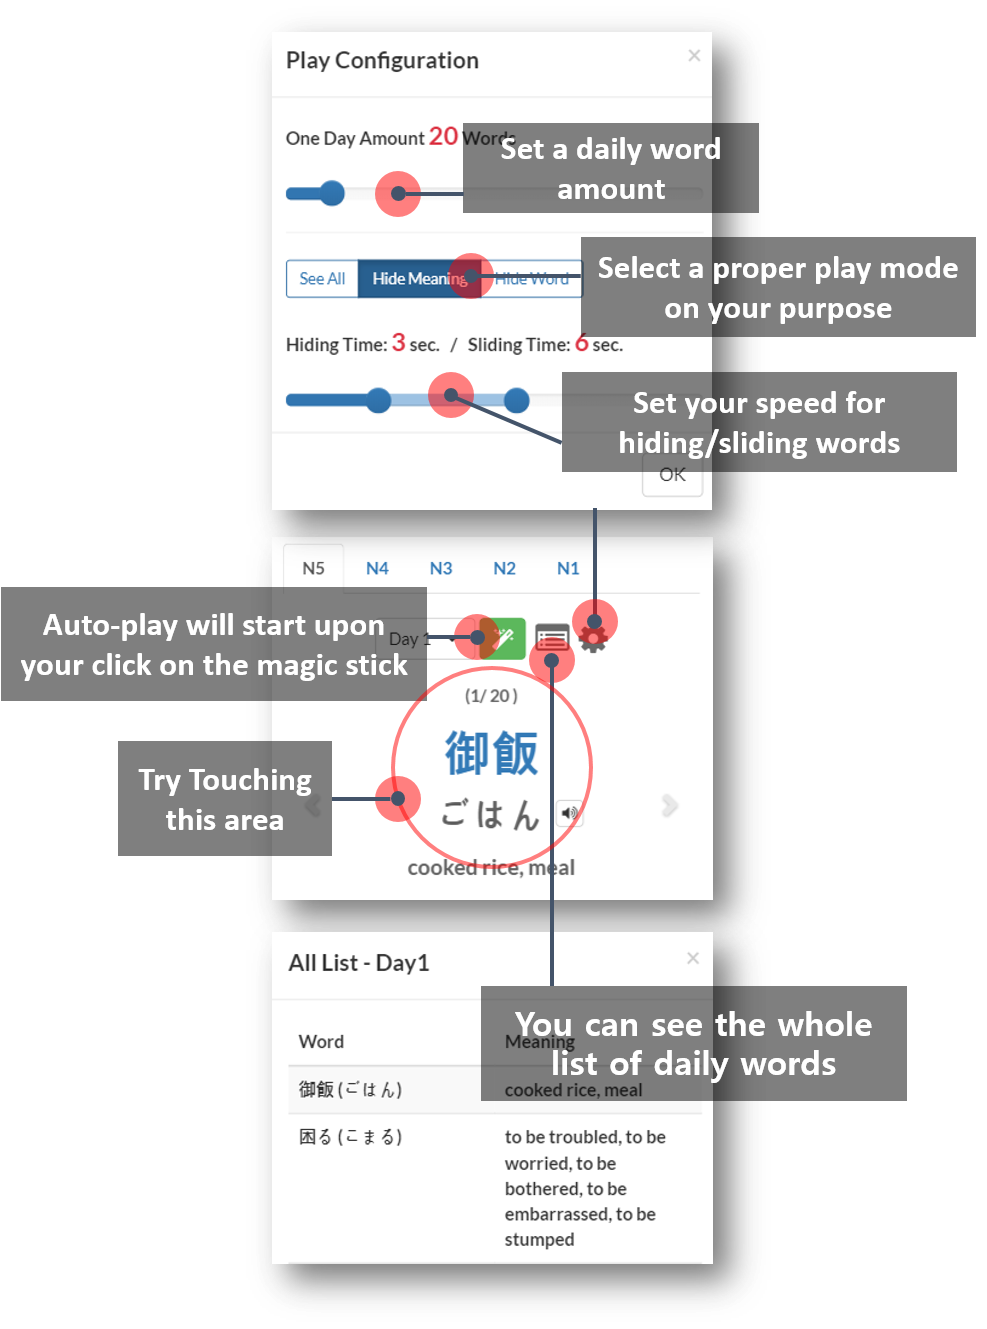 Play Configuration
×
One Day Amount 20 Words
Set a daily word
amount
See All Hide Meaning Hide Word
Select a proper play mode
on your purpose
Hiding Time: 3 sec. / Sliding Time: 6 sec.
Set your speed for
hiding/sliding words
OK
N5 N4 N3 N2 N1
Auto-play will start upon
your click on the magic stick
Day 1
(1/ 20 )
御飯
ごはん
cooked rice, meal
Try Touching
this area
All List - Day1
×
You can see the whole
list of daily words
Word Meaning
御飯 (ごはん) cooked rice, meal
困る (こまる) to be troubled, to be
worried, to be
bothered, to be
embarrassed, to be
stumped